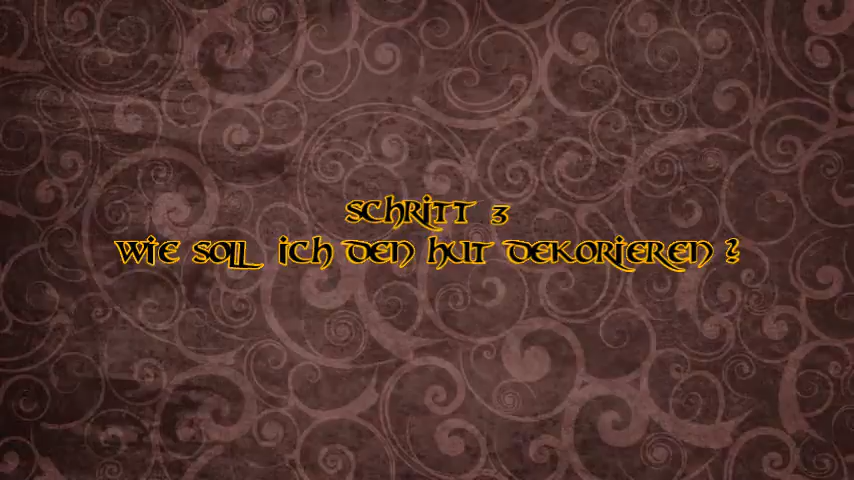 Schritt 3
Wie soll ich den Hut dekorieren ?